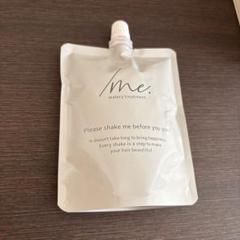 /me.
watery treatment
Please shake me before you use.
It doesn't take long to bring happiness.
Every shake is a step to make
your hair beautiful.